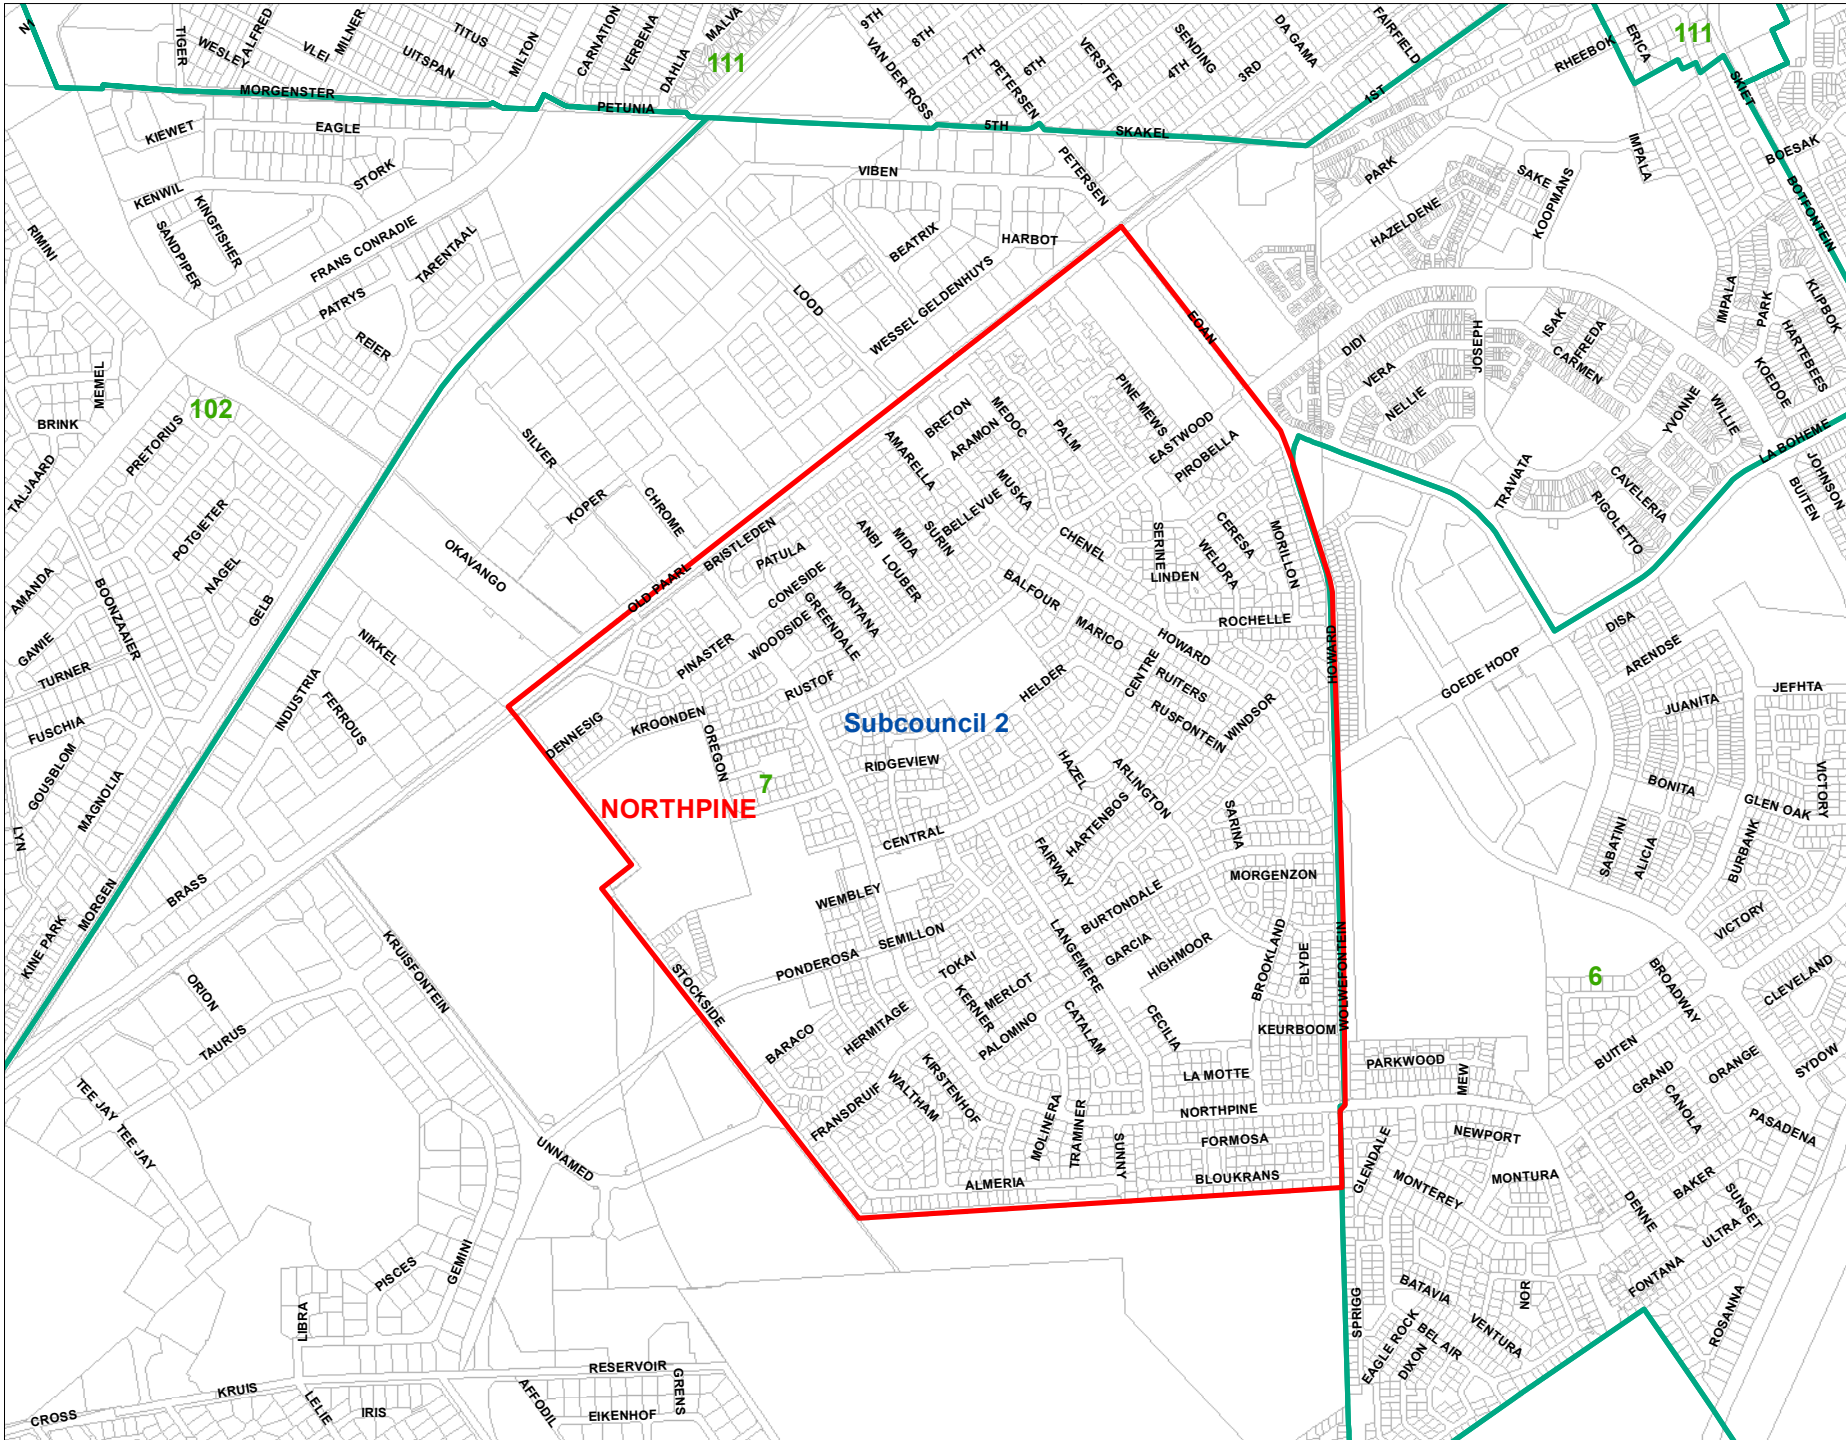 N1
TIGER
WESLEY
ALFRED
VLEI
MILNER
UITSPAN
TITUS
MILTON
CARNATION
VERBENA
DAHLIA
MALVA
111
9TH
8TH
VAN DER ROSS
7TH
PETERSEN
6TH
VERSTER
SENDING
4TH
3RD
DA GAMA
FAIRFIELD
1ST
RHEEBOK
ERICA
111
SKIET
MORGENSTER
PETUNIA
5TH
SKAKEL
KIEWET
EAGLE
STORK
KENWIL
KINGFISHER
SANDPIPER
FRANS CONRADIE
TARENTAAL
PATRYS
REIER
RIMINI
MEMEL
BRINK
TALJAARD
102
PRETORIUS
POTGIETER
NAGEL
GELB
AMANDA
BOONZAAIER
GAWIE
TURNER
FUSCHIA
GOUSBLOM
MAGNOLIA
LYN
KINE PARK
MORGEN
VIBEN
PETERSEN
BEATRIX
HARBOT
WESSEL GELDENHUYS
LOOD
SILVER
KOPER
CHROME
OKAVANGO
NIKKEL
INDUSTRIA
FERROUS
BRASS
PARK
SAKE
KOOPMANS
HAZELDENE
IMPALA
BOESAK
BOTFONTEIN
IMPALA
PARK
KLIPBOK
HARTEBEES
KOEDOE
EOAN
DIDI
VERA
NELLIE
JOSEPH
ISAK
FREDA
CARMEN
YVONNE
WILLIE
LA BOHEME
TRAVIATA
CAVELERIA
RIGOLETTO
JOHNSON
BUITEN
OLD PAARL
BRISTLEDEN
PATULA
CONESIDE
GRENDALE
MONTANA
WOODSIDE
PINASTER
RUSTOF
KROONDEN
DENNESIG
OREGON
BRETON
ARAMON
MEDOC
PALM
PINE MEWS
EASTWOOD
PIROBELLA
AMARELLA
MUSKA
BELLEVUE
SURIN
MIDA
ANBI
LOUBER
CHENEL
SERINE
CERESA
WELDRA
MORILLON
LINDEN
ROCHELLE
BALFOUR
MARICO
HOWARD
CENTRE
RUITERS
RUSFONTEIN
WINDSOR
HELDER
HOWARD
Subcouncil 2
7
NORTHPINE
RIDGEVIEW
HAZEL
ARLINGTON
HARTENBOS
FAIRWAY
SARINA
CENTRAL
WEMBLEY
MORGENZON
BURTONDALE
SEMILLON
PONDEROSA
LANGEMERE
GARCIA
HIGHMOOR
BROOKLAND
BLYDE
WOLWEFONTEIN
TOKAI
MERLOT
KERNER
PALOMINO
CATALAM
CECILIA
KEURBOOM
STOCKSIDE
BARACO
HERMITAGE
KIRSTENHOF
WALTHAM
FRANSDRUIF
LA MOTTE
MOLINERA
TRAMINER
SUNNY
NORTHPINE
FORMOSA
ALMERIA
BLOUKRANS
GOEDE HOOP
DISA
ARENDSE
JUANITA
JEFHTA
BONITA
VICTORY
GLEN OAK
SABATINI
ALICIA
BURBANK
VICTORY
6
BROADWAY
CLEVELAND
BUITEN
GRAND
ORANGE
SYDOW
CANOLA
PASADENA
PARKWOOD
MEW
NEWPORT
GLENDALE
MONTEREY
MONTURA
BAKER
DENNE
SUNSET
ULTRA
FONTANA
ROSANNA
NOR
BATAVIA
VENTURA
SPRIGG
EAGLE ROCK
BEL AIR
DIXON
KRUISFONTEIN
ORION
TAURUS
TEE JAY
TEE JAY
UNNAMED
GEMINI
PISCES
LIBRA
RESERVOIR
GRENS
KRUIS
LELIE
IRIS
AFFODIL
EIKENHOF
CROSS